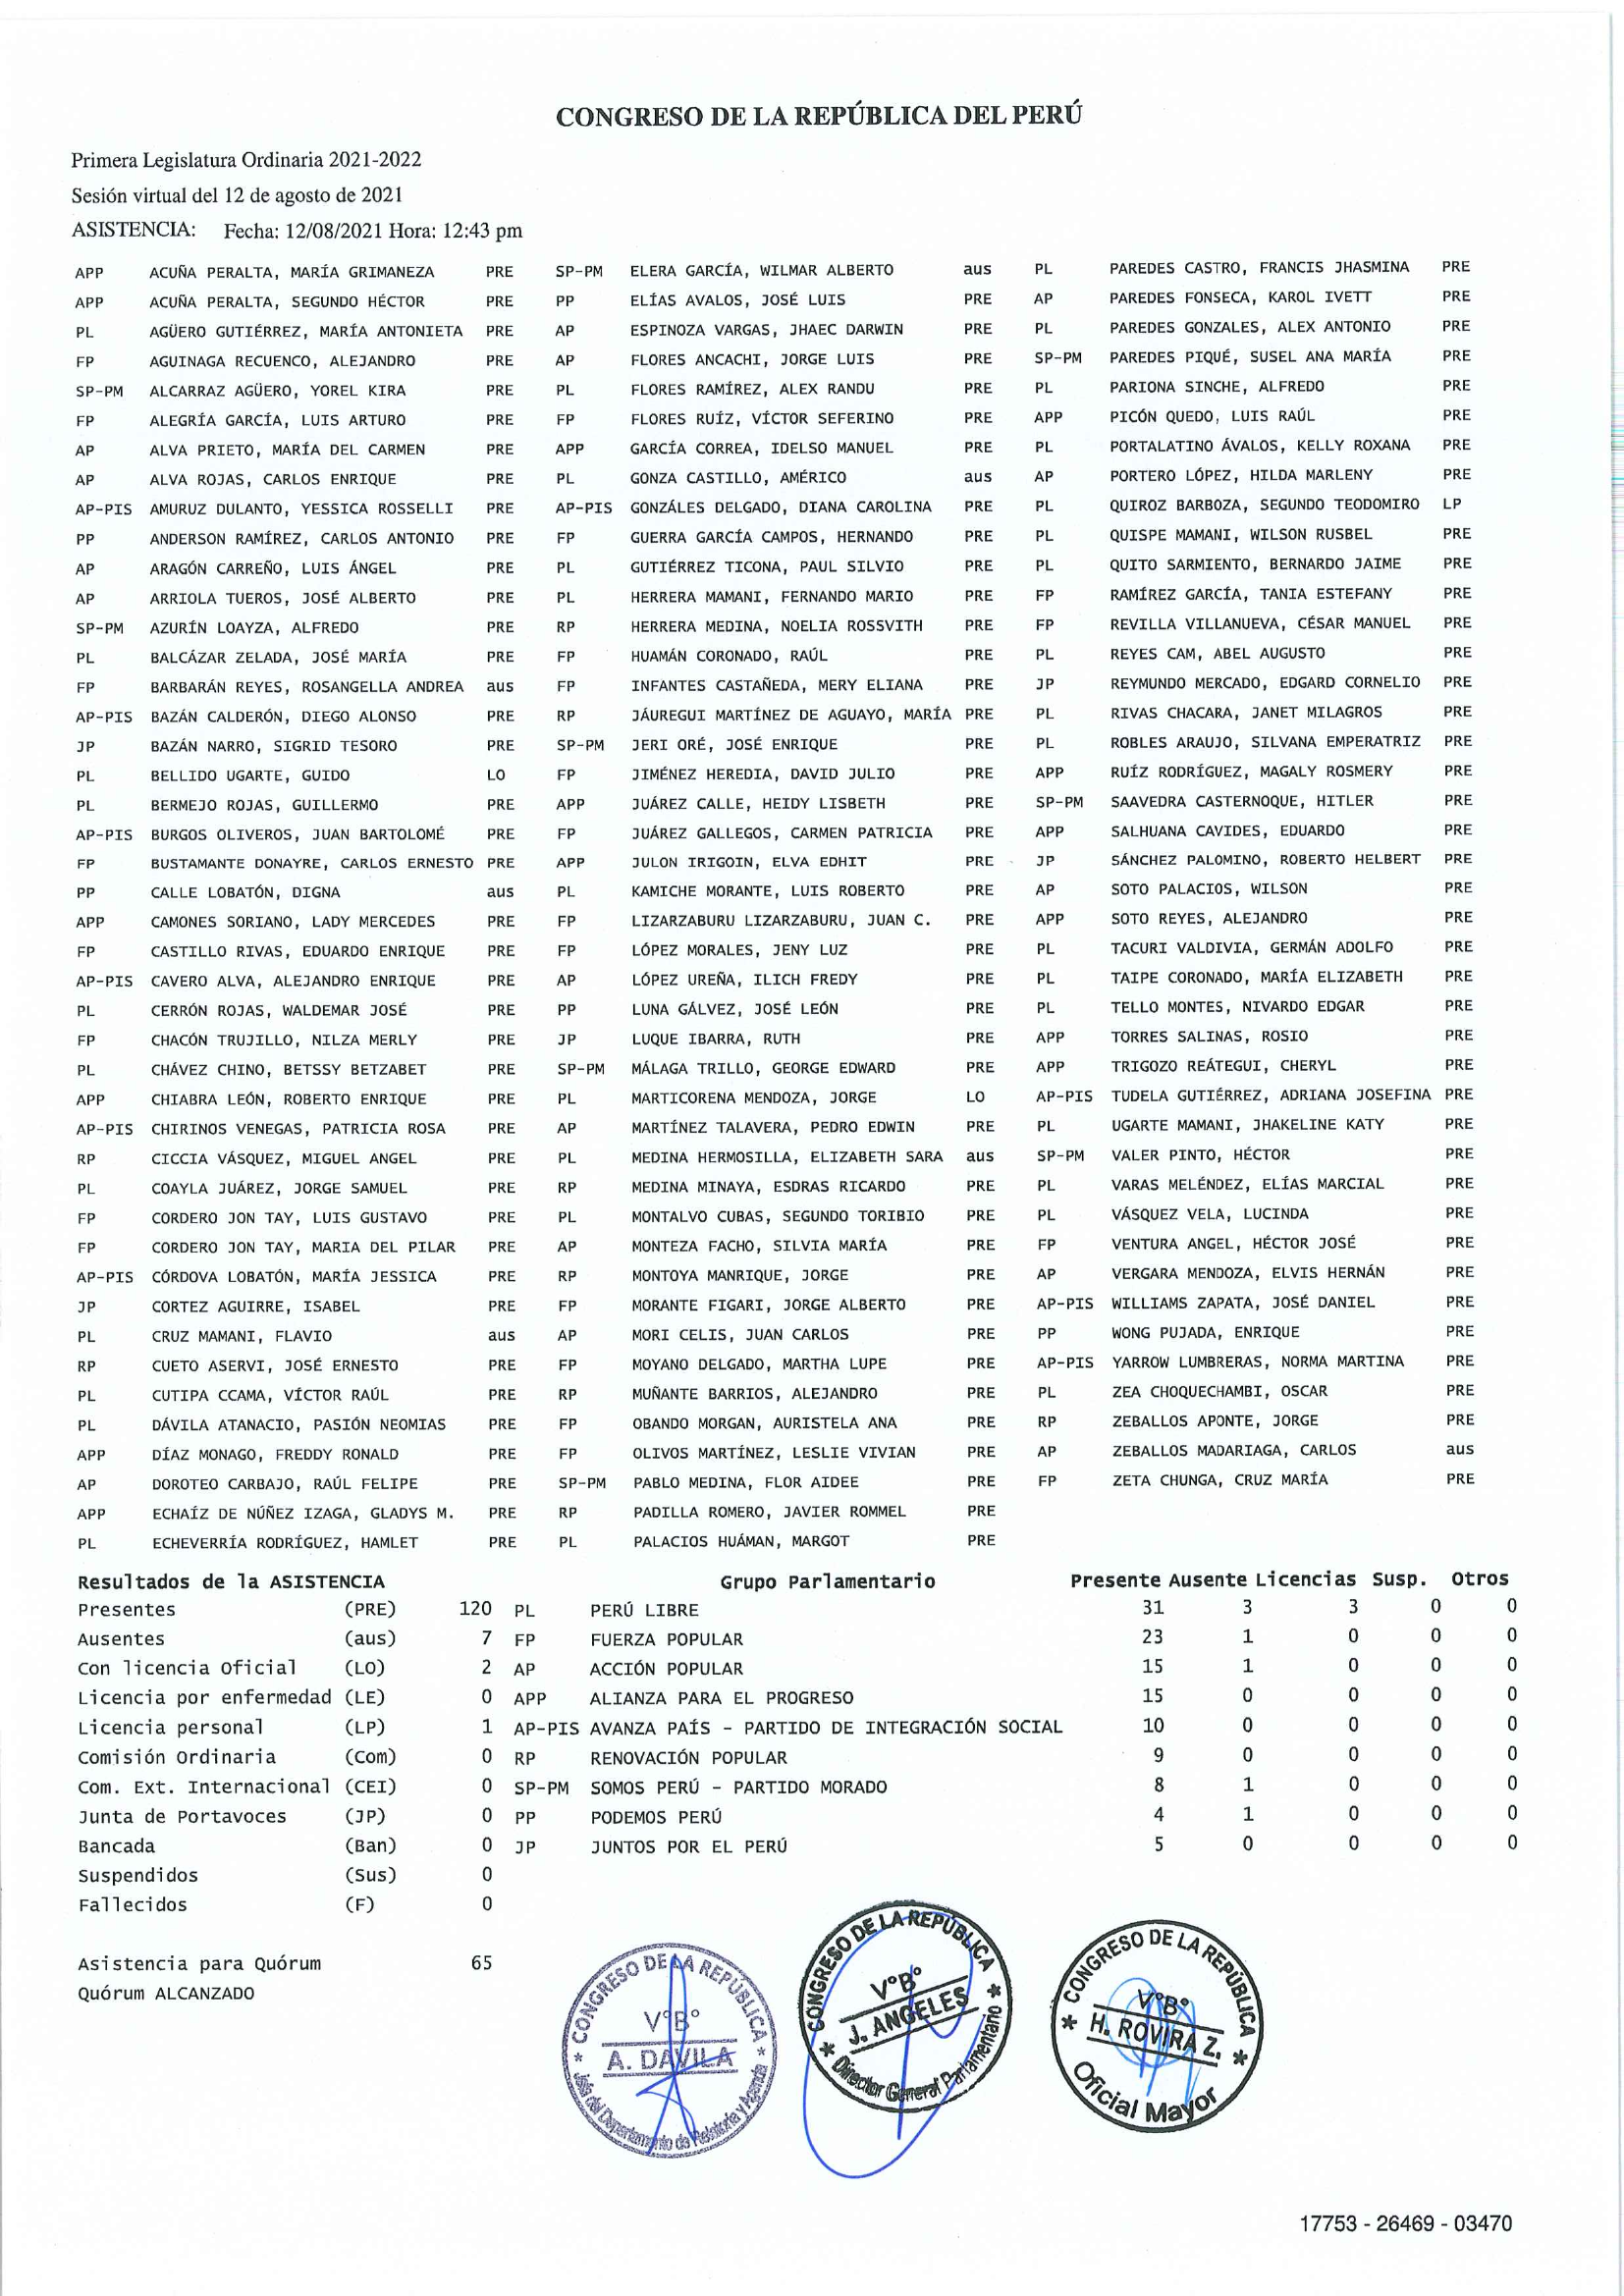 CONGRESO DE LA REPÚBLICA DEL PERÚ
Primera Legislatura Ordinaria 2021-2022
Sesión virtual del 12 de agosto de 2021
ASISTENCIA: Fecha: 12/08/2021 Hora: 12:43 pm
APP ACUÑA PERALTA, MARÍA GRIMANEZA PRE SP-PM ELERA GARCÍA, WILMAR ALBERTO aus PL PAREDES CASTRO, FRANCIS JHASMINA PRE
APP ACUÑA PERALTA, SEGUNDO HÉCTOR PRE PP ELÍAS AVALOS, JOSÉ LUIS PRE AP PAREDES FONSECA, KAROL IVETT PRE
PL AGÜERO GUTIÉRREZ, MARÍA ANTONIETA PRE AP ESPINOZA VARGAS, JHAEC DARWIN PRE PL PAREDES GONZALES, ALEX ANTONIO PRE
FP AGUINAGA RECUENCO, ALEJANDRO PRE AP FLORES ANCACHI, JORGE LUIS PRE SP-PM PAREDES PIQUÉ, SUSEL ANA MARÍA PRE
SP-PM ALCARRAZ AGÜERO, YOREL KIRA PRE PL FLORES RAMÍREZ, ALEX RANDU PRE PL PARIONA SINCHE, ALFREDO PRE
FP ALEGRÍA GARCÍA, LUIS ARTURO PRE FP FLORES RUÍZ, VÍCTOR SEFERINO PRE APP PICÓN QUEDO, LUIS RAÚL PRE
AP ALVA PRIETO, MARÍA DEL CARMEN PRE APP GARCÍA CORREA, IDELSO MANUEL PRE PL PORTALATINO ÁVALOS, KELLY ROXANA PRE
AP ALVA ROJAS, CARLOS ENRIQUE PRE PL GONZA CASTILLO, AMÉRICO aus AP PORTERO LÓPEZ, HILDA MARLENY PRE
AP-PIS AMURUZ DULANTO, YESSICA ROSSELLI PRE AP-PIS GONZÁLES DELGADO, DIANA CAROLINA PRE PL QUIROZ BARBOZA, SEGUNDO TEODOMIRO LP
PP ANDERSON RAMÍREZ, CARLOS ANTONIO PRE FP GUERRA GARCÍA CAMPOS, HERNANDO PRE PL QUISPE MAMANI, WILSON RUSBEL PRE
AP ARAGÓN CARREÑO, LUIS ÁNGEL PRE PL GUTIÉRREZ TICONA, PAUL SILVIO PRE PL QUITO SARMIENTO, BERNARDO JAIME PRE
AP ARRIOLA TUEROS, JOSÉ ALBERTO PRE PL HERRERA MAMANI, FERNANDO MARIO PRE FP RAMÍREZ GARCÍA, TANIA ESTEFANY PRE
SP-PM AZURÍN LOAYZA, ALFREDO PRE RP HERRERA MEDINA, NOELIA ROSSVITH PRE FP REVILLA VILLANUEVA, CÉSAR MANUEL PRE
PL BALCÁZAR ZELADA, JOSÉ MARÍA PRE FP HUAMÁN CORONADO, RAÚL PRE PL REYES CAM, ABEL AUGUSTO PRE
FP BARBARÁN REYES, ROSANGELLA ANDREA aus FP INFANTES CASTAÑEDA, MERY ELIANA PRE JP REYMUNDO MERCADO, EDGARD CORNELIO PRE
AP-PIS BAZÁN CALDERÓN, DIEGO ALONSO PRE RP JÁUREGUI MARTÍNEZ DE AGUAYO, MARÍA PRE PL RIVAS CHACARA, JANET MILAGROS PRE
JP BAZÁN NARRO, SIGRID TESORO PRE SP-PM JERI ORÉ, JOSÉ ENRIQUE PRE PL ROBLES ARAUJO, SILVANA EMPERATRIZ PRE
PL BELLIDO UGARTE, GUIDO LO FP JIMÉNEZ HEREDIA, DAVID JULIO PRE APP RUÍZ RODRÍGUEZ, MAGALY ROSMERY PRE
PL BERMEJO ROJAS, GUILLERMO PRE APP JUÁREZ CALLE, HEIDY LISBETH PRE SP-PM SAAVEDRA CASTERNOQUE, HITLER PRE
AP-PIS BURGOS OLIVEROS, JUAN BARTOLOMÉ PRE FP JUÁREZ GALLEGOS, CARMEN PATRICIA PRE APP SALHUANA CAVIDES, EDUARDO PRE
FP BUSTAMANTE DONAYRE, CARLOS ERNESTO PRE APP JULON IRIGOIN, ELVA EDHIT PRE JP SÁNCHEZ PALOMINO, ROBERTO HELBERT PRE
PP CALLE LOBATÓN, DIGNA aus PL KAMICHE MORANTE, LUIS ROBERTO PRE AP SOTO PALACIOS, WILSON PRE
APP CAMONES SORIANO, LADY MERCEDES PRE FP LIZARZABURU LIZARZABURU, JUAN C. PRE APP SOTO REYES, ALEJANDRO PRE
FP CASTILLO RIVAS, EDUARDO ENRIQUE PRE FP LÓPEZ MORALES, JENY LUZ PRE PL TACURI VALDIVIA, GERMÁN ADOLFO PRE
AP-PIS CAVERO ALVA, ALEJANDRO ENRIQUE PRE AP LÓPEZ UREÑA, ILICH FREDY PRE PL TAIPE CORONADO, MARÍA ELIZABETH PRE
PL CERRÓN ROJAS, WALDEMAR JOSÉ PRE PP LUNA GÁLVEZ, JOSÉ LEÓN PRE PL TELLO MONTES, NIVARDO EDGAR PRE
FP CHACÓN TRUJILLO, NILZA MERLY PRE JP LUQUE IBARRA, RUTH PRE APP TORRES SALINAS, ROSIO PRE
PL CHÁVEZ CHINO, BETSSY BETZABET PRE SP-PM MÁLAGA TRILLO, GEORGE EDWARD PRE APP TRIGOZO REÁTEGUI, CHERYL PRE
APP CHIABRA LEÓN, ROBERTO ENRIQUE PRE PL MARTICORENA MENDOZA, JORGE LO AP-PIS TUDELA GUTIÉRREZ, ADRIANA JOSEFINA PRE
AP-PIS CHIRINOS VENEGAS, PATRICIA ROSA PRE AP MARTÍNEZ TALAVERA, PEDRO EDWIN PRE PL UGARTE MAMANI, JHAKELINE KATY PRE
RP CICCIA VÁSQUEZ, MIGUEL ANGEL PRE PL MEDINA HERMOSILLA, ELIZABETH SARA aus SP-PM VALER PINTO, HÉCTOR PRE
PL COAYLA JUÁREZ, JORGE SAMUEL PRE RP MEDINA MINAYA, ESDRAS RICARDO PRE PL VARAS MELÉNDEZ, ELÍAS MARCIAL PRE
FP CORDERO JON TAY, LUIS GUSTAVO PRE PL MONTALVO CUBAS, SEGUNDO TORIBIO PRE PL VÁSQUEZ VELA, LUCINDA PRE
FP CORDERO JON TAY, MARIA DEL PILAR PRE AP MONTEZA FACHO, SILVIA MARÍA PRE FP VENTURA ANGEL, HÉCTOR JOSÉ PRE
AP-PIS CÓRDOVA LOBATÓN, MARÍA JESSICA PRE RP MONTOYA MANRIQUE, JORGE PRE AP VERGARA MENDOZA, ELVIS HERNÁN PRE
JP CORTEZ AGUIRRE, ISABEL PRE FP MORANTE FIGARI, JORGE ALBERTO PRE AP-PIS WILLIAMS ZAPATA, JOSÉ DANIEL PRE
PL CRUZ MAMANI, FLAVIO aus AP MORI CELIS, JUAN CARLOS PRE PP WONG PUJADA, ENRIQUE PRE
RP CUETO ASERVI, JOSÉ ERNESTO PRE FP MOYANO DELGADO, MARTHA LUPE PRE AP-PIS YARROW LUMBRERAS, NORMA MARTINA PRE
PL CUTIPA CCAMA, VÍCTOR RAÚL PRE RP MUÑANTE BARRIOS, ALEJANDRO PRE PL ZEA CHOQUECHAMBI, OSCAR PRE
PL DÁVILA ATANACIO, PASIÓN NEOMIAS PRE FP OBANDO MORGAN, AURISTELA ANA PRE RP ZEBALLOS APONTE, JORGE PRE
APP DÍAZ MONAGO, FREDDY RONALD PRE FP OLIVOS MARTÍNEZ, LESLIE VIVIAN PRE AP ZEBALLOS MADARIAGA, CARLOS aus
AP DOROTEO CARBAJO, RAÚL FELIPE PRE SP-PM PABLO MEDINA, FLOR AIDEE PRE FP ZETA CHUNGA, CRUZ MARÍA PRE
APP ECHAÍZ DE NÚÑEZ IZAGA, GLADYS M. PRE RP PADILLA ROMERO, JAVIER ROMMEL PRE
PL ECHEVERRÍA RODRÍGUEZ, HAMLET PRE PL PALACIOS HUÁMAN, MARGOT PRE
Resultados de la ASISTENCIA Grupo Parlamentario Presente Ausente Licencias Susp. Otros
Presentes (PRE) 120 PL PERÚ LIBRE 31 3 3 0 0
Ausentes (aus) 7 FP FUERZA POPULAR 23 1 0 0 0
Con licencia Oficial (LO) 2 AP ACCIÓN POPULAR 15 1 0 0 0
Licencia por enfermedad (LE) 0 APP ALIANZA PARA EL PROGRESO 15 0 0 0 0
Licencia personal (LP) 1 AP-PIS AVANZA PAÍS - PARTIDO DE INTEGRACIÓN SOCIAL 10 0 0 0 0
Comisión Ordinaria (Com) 0 RP RENOVACIÓN POPULAR 9 0 0 0 0
Com. Ext. Internacional (CEI) 0 SP-PM SOMOS PERÚ - PARTIDO MORADO 8 1 0 0 0
Junta de Portavoces (JP) 0 PP PODEMOS PERÚ 4 1 0 0 0
Bancada (Ban) 0 JP JUNTOS POR EL PERÚ 5 0 0 0 0
Suspendidos (Sus) 0
Fallecidos (F) 0
Asistencia para Quórum 65
Quórum ALCANZADO
CONGRESO DE LA REPÚBLICA
V°B°
A. DAVILA
Jefa del Departamento de Relatoría y Agenda
CONGRESO DE LA REPÚBLICA
V°B°
J. ANGELES
Director General Parlamentario
CONGRESO DE LA REPÚBLICA
V°B°
H. ROVIRA Z.
Oficial Mayor
17753 - 26469 - 03470